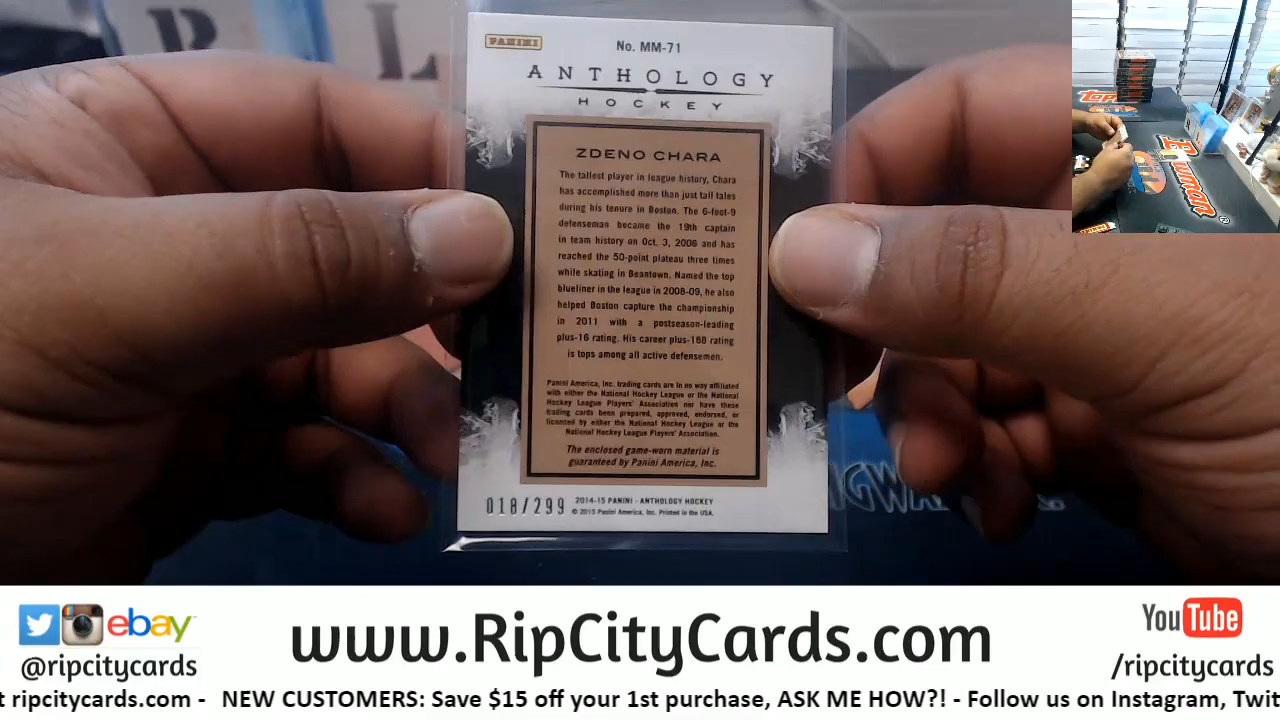 PANINI
No. MM-71
ANTHOLOGY
HOCKEY
ZDENO CHARA
The tallest player in league history, Chara
has accomplished more than just tall tales
during his tenure in Boston. The 6-foot-9
defenseman became the 19th captain
in team history on Oct. 3, 2006 and has
reached the 50-point plateau three times
while skating in Beantown. Named the top
blueliner in the league in 2008-09, he also
helped Boston capture the championship
in 2011 with a postseason-leading
plus-16 rating. His career plus-168 rating
is tops among all active defensemen.
Panini America, Inc. trading cards are in no way affiliated
with either the National Hockey League or the National
Hockey League Players' Association nor have these
trading cards been prepared, approved, endorsed, or
licensed by either the National Hockey League or the
National Hockey League Players' Association.
The enclosed game-worn material is
guaranteed by Panini America, Inc.
018/299
2014-15 PANINI - ANTHOLOGY HOCKEY
© 2015 Panini America, Inc. Printed in the USA.
topps
Bowman
ebay
@ripcitycards
www.RipCityCards.com
YouTube
/ripcitycards
t ripcitycards.com - NEW CUSTOMERS: Save $15 off your 1st purchase, ASK ME HOW?! - Follow us on Instagram, Twit